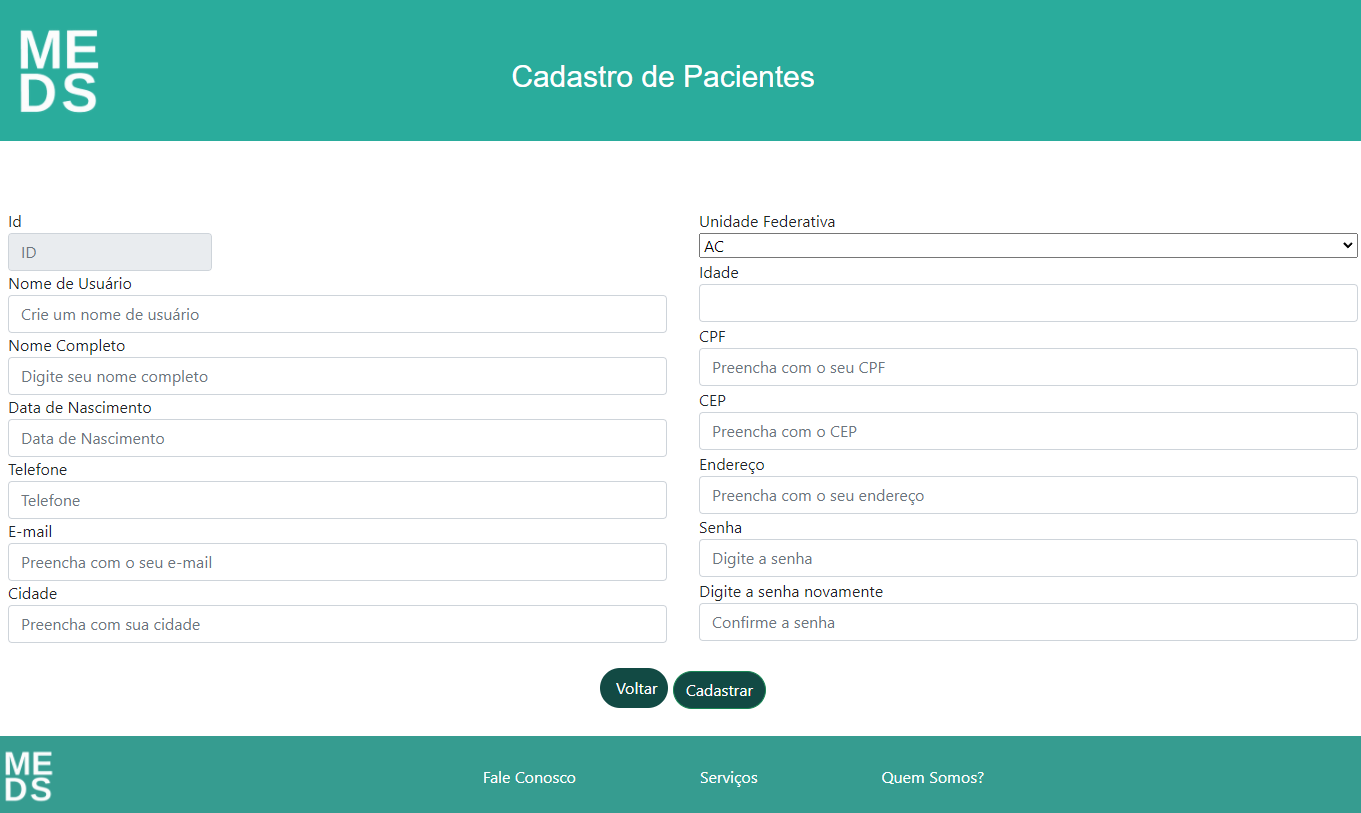 ME
DS
Cadastro de Pacientes
Id
ID
Nome de Usuário
Crie um nome de usuário
Nome Completo
Digite seu nome completo
Data de Nascimento
Data de Nascimento
Telefone
Telefone
E-mail
Preencha com o seu e-mail
Cidade
Preencha com sua cidade
Unidade Federativa
AC
Idade
CPF
Preencha com o seu CPF
CEP
Preencha com o CEP
Endereço
Preencha com o seu endereço
Senha
Digite a senha
Digite a senha novamente
Confirme a senha
Voltar
Cadastrar
ME
DS
Fale Conosco
Serviços
Quem Somos?